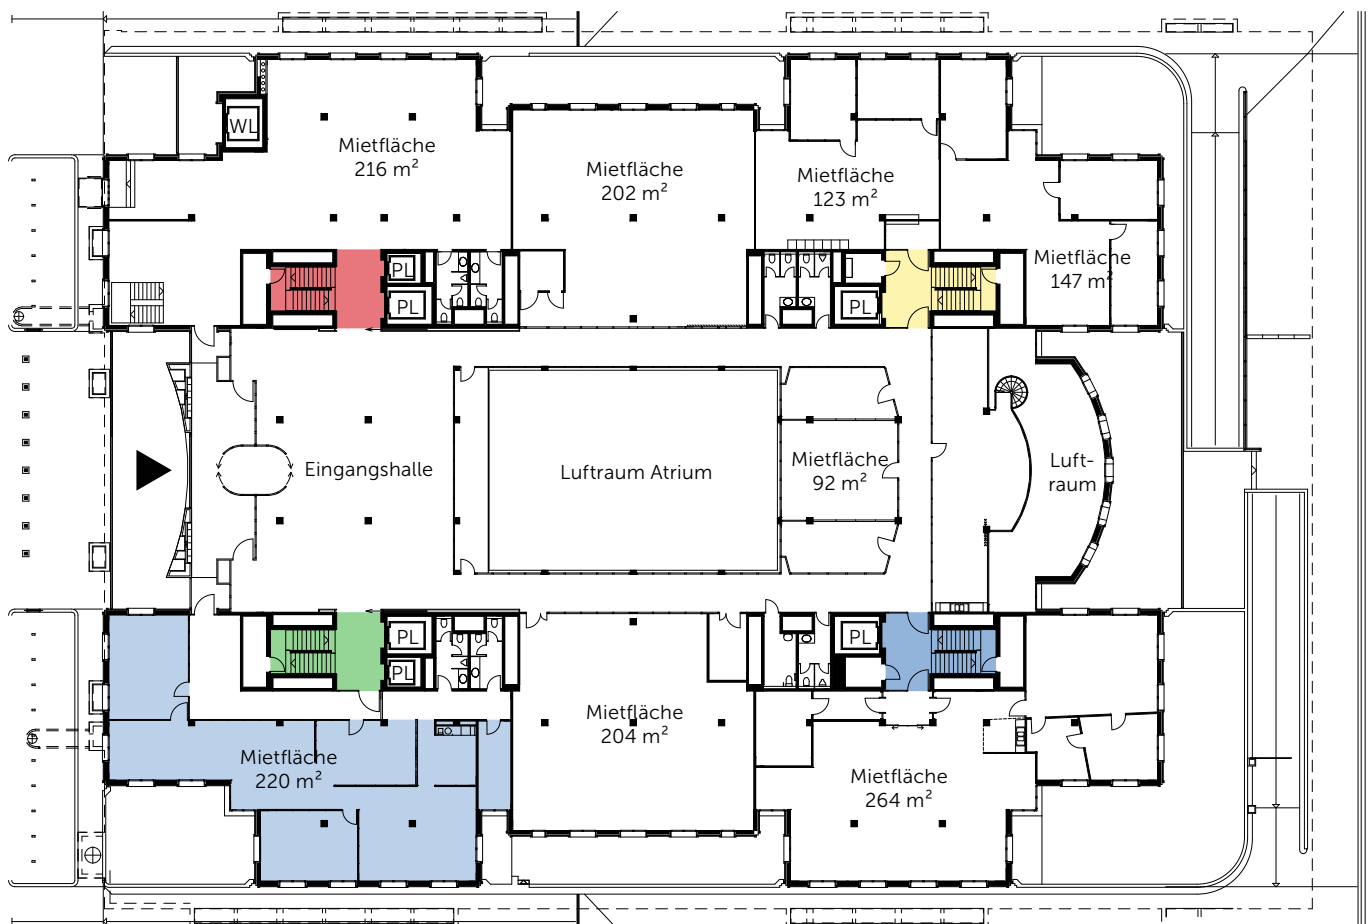 WL
Mietfläche
216 m²
PL
PL
Mietfläche
202 m²
Mietfläche
123 m²
PL
Mietfläche
147 m²
Eingangshalle
Luftraum Atrium
Mietfläche
92 m²
Luft-
raum
PL
PL
Mietfläche
220 m²
Mietfläche
204 m²
PL
Mietfläche
264 m²